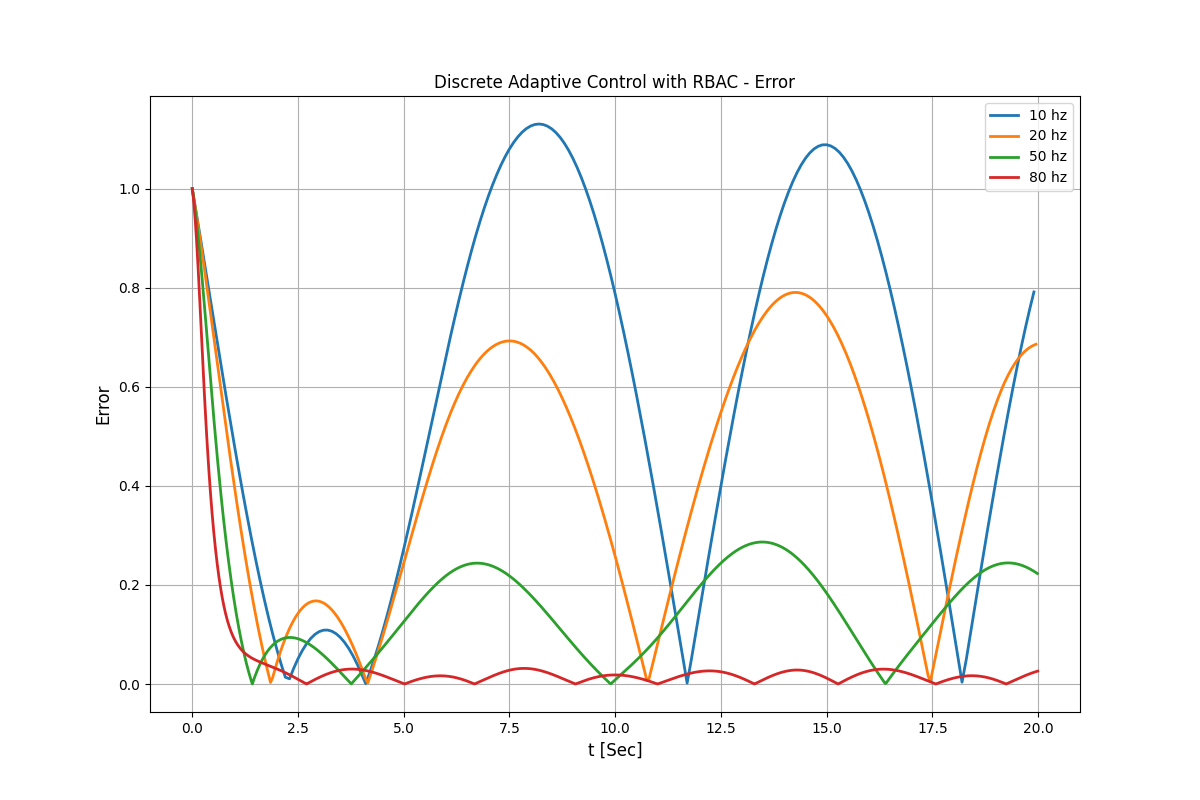 Discrete Adaptive Control with RBAC - Error
10 hz
20 hz
50 hz
80 hz
1.0
0.8
0.6
0.4
0.2
0.0
Error
0.0 2.5 5.0 7.5 10.0 12.5 15.0 17.5 20.0
t [Sec]